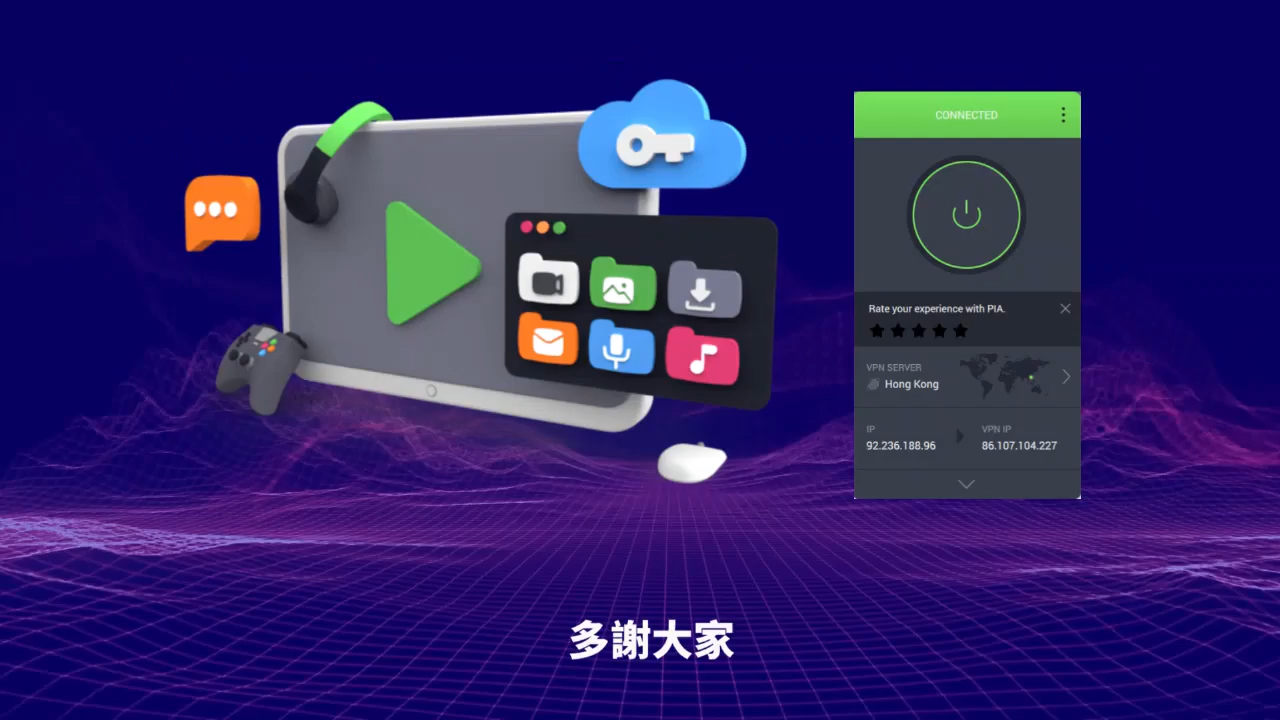 CONNECTED
Rate your experience with PIA.
VPN SERVER
Hong Kong
IP
92.236.188.96
VPN IP
86.107.104.227
多謝大家